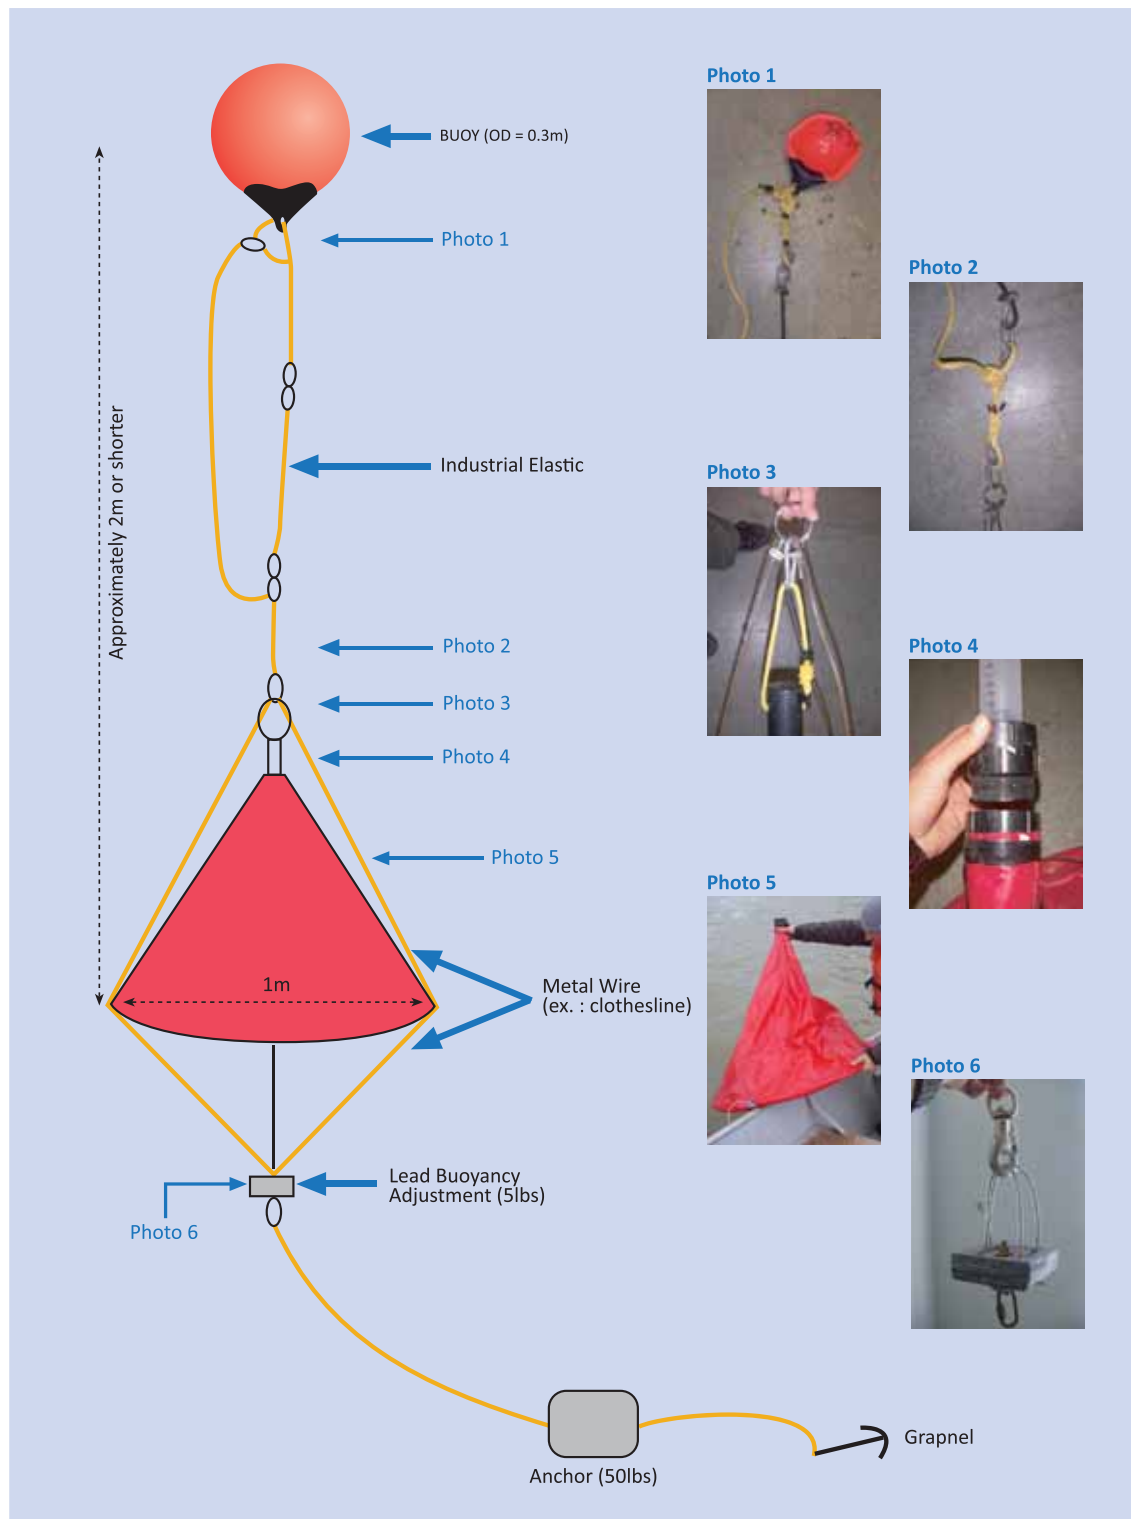 BUOY (OD = 0.3m)
Photo 1
Industrial Elastic
Approximately 2m or shorter
Photo 2
Photo 3
Photo 4
Photo 5
1m
Metal Wire
(ex. : clothesline)
Lead Buoyancy
Adjustment (5lbs)
Photo 6
Anchor (50lbs)
Grapnel
Photo 1
Photo 2
Photo 3
Photo 4
Photo 5
Photo 6